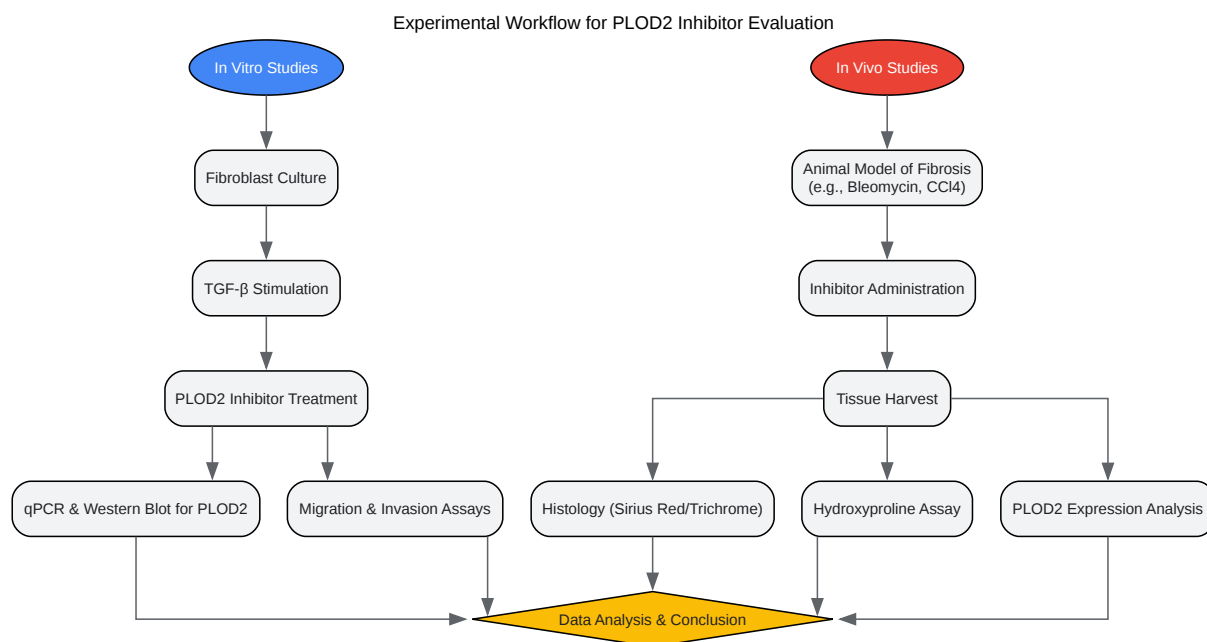 Experimental Workflow for PLOD2 Inhibitor Evaluation
In Vitro Studies
In Vivo Studies
Fibroblast Culture
Animal Model of Fibrosis
(e.g., Bleomycin, CCl4)
TGF-β Stimulation
Inhibitor Administration
PLOD2 Inhibitor Treatment
Tissue Harvest
qPCR & Western Blot for PLOD2
Migration & Invasion Assays
Histology (Sirius Red/Trichrome)
Hydroxyproline Assay
PLOD2 Expression Analysis
Data Analysis & Conclusion